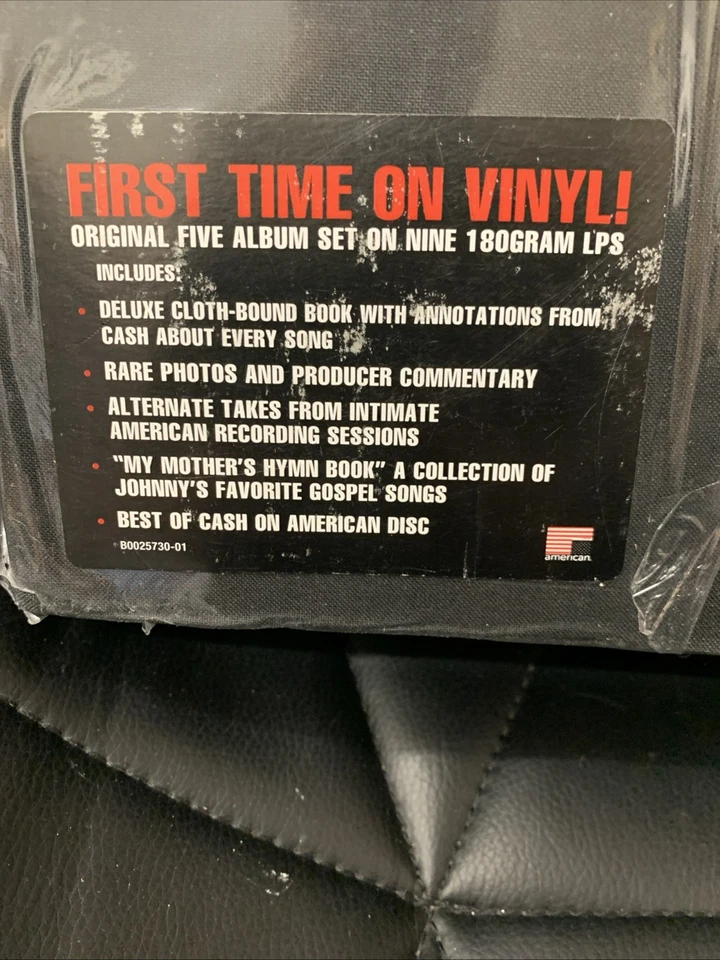 FIRST TIME ON VINYL!
ORIGINAL FIVE ALBUM SET ON NINE 180GRAM LPS
INCLUDES:
• DELUXE CLOTH-BOUND BOOK WITH ANNOTATIONS FROM
CASH ABOUT EVERY SONG
• RARE PHOTOS AND PRODUCER COMMENTARY
• ALTERNATE TAKES FROM INTIMATE
AMERICAN RECORDING SESSIONS
• "MY MOTHER'S HYMN BOOK" A COLLECTION OF
JOHNNY'S FAVORITE GOSPEL SONGS
• BEST OF CASH ON AMERICAN DISC
B0025730-01
american